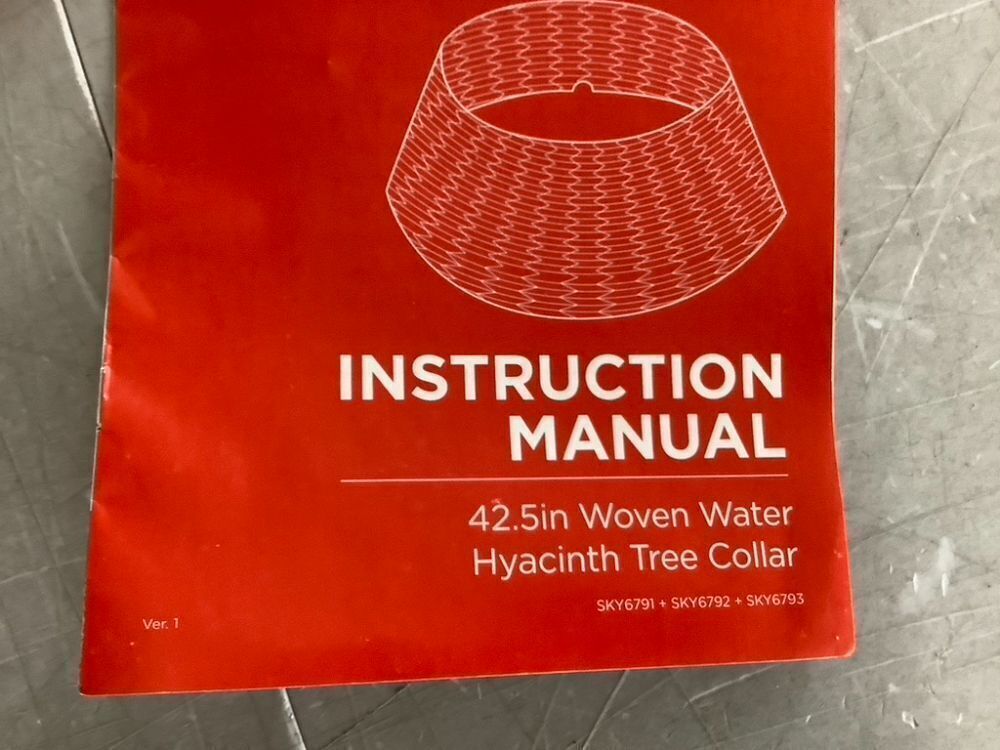 INSTRUCTION
MANUAL
42.5in Woven Water
Hyacinth Tree Collar
SKY6791 + SKY6792 + SKY6793
Ver. 1